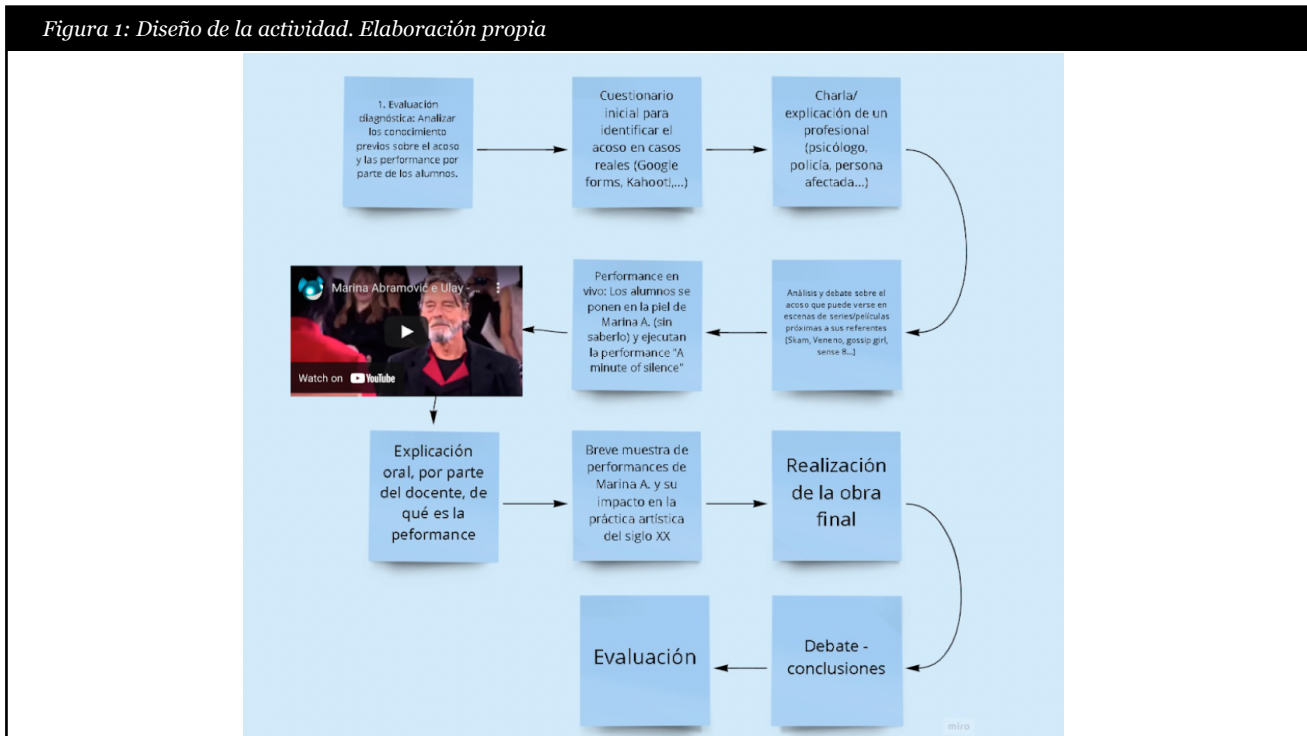 Figura 1: Diseño de la actividad. Elaboración propia
1. Evaluación
diagnóstica: Analizar
los conocimiento
previos sobre el acoso
y las performance por
parte de los alumnos.
Cuestionario
inicial para
identificar el
acoso en casos
reales (Google
forms, Kahoot!,...)
Charla/
explicación de un
profesional
(psicólogo,
policía, persona
afectada...)
Análisis y debate sobre el
acoso que puede verse en
escenas de series/películas
próximas a sus referentes
(Skam, Veneno, gossip girl,
sense 8...)
Performance en
vivo: Los alumnos se
ponen en la piel de
Marina A. (sin
saberlo) y ejecutan
la performance "A
minute of silence"
Marina Abramović e Ulay - ...
Watch on YouTube
Explicación
oral, por parte
del docente, de
qué es la
peformance
Breve muestra de
performances de
Marina A. y su
impacto en la
práctica artística
del siglo XX
Realización
de la obra
final
Debate -
conclusiones
Evaluación
miro